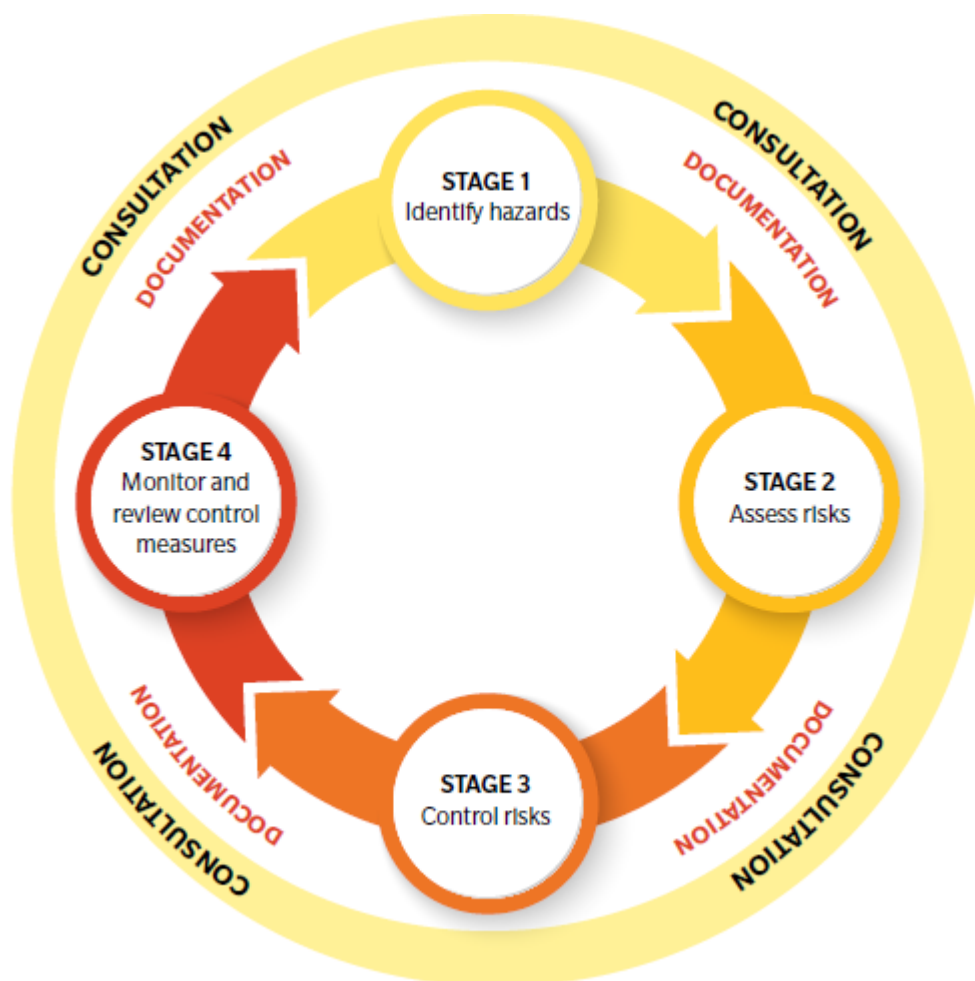 CONSULTATION
CONSULTATION
DOCUMENTATION
DOCUMENTATION
STAGE 1
Identify hazards
STAGE 4
Monitor and
review control
measures
STAGE 2
Assess risks
STAGE 3
Control risks
DOCUMENTATION
DOCUMENTATION
CONSULTATION
CONSULTATION